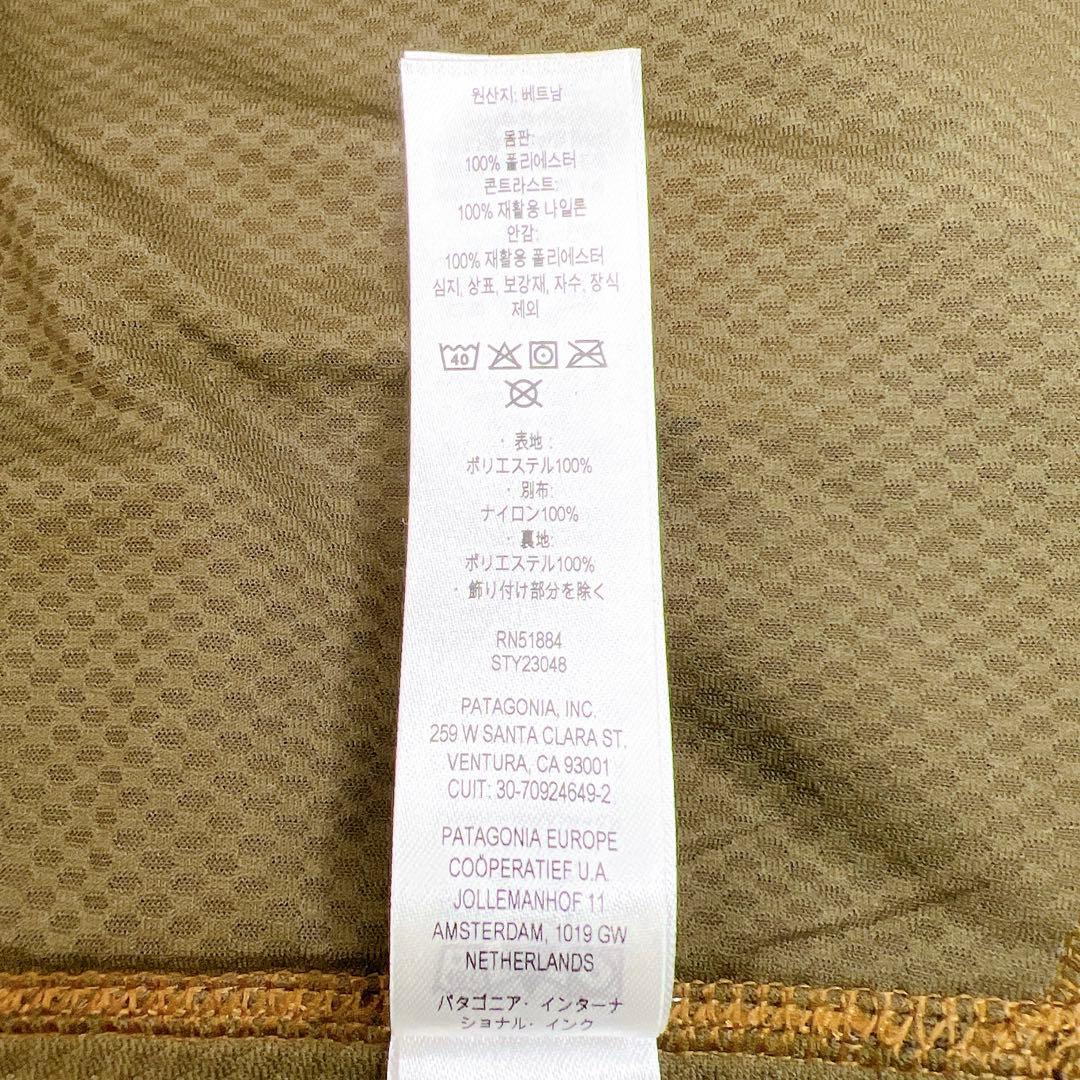 원산지: 베트남
몸판:
100% 폴리에스터
콘트라스트:
100% 재활용 나일론
안감:
100% 재활용 폴리에스터
심지, 상표, 보강재, 자수, 장식
제외
40
· 表地:
ポリエステル100%
· 別布:
ナイロン100%
· 裏地:
ポリエステル100%
· 飾り付け部分を除く
RN51884
STY23048
PATAGONIA, INC.
259 W SANTA CLARA ST.
VENTURA, CA 93001
CUIT: 30-70924649-2
PATAGONIA EUROPE
COÖPERATIEF U.A.
JOLLEMANHOF 11
AMSTERDAM, 1019 GW
NETHERLANDS
パタゴニア・インターナ
ショナル・インク